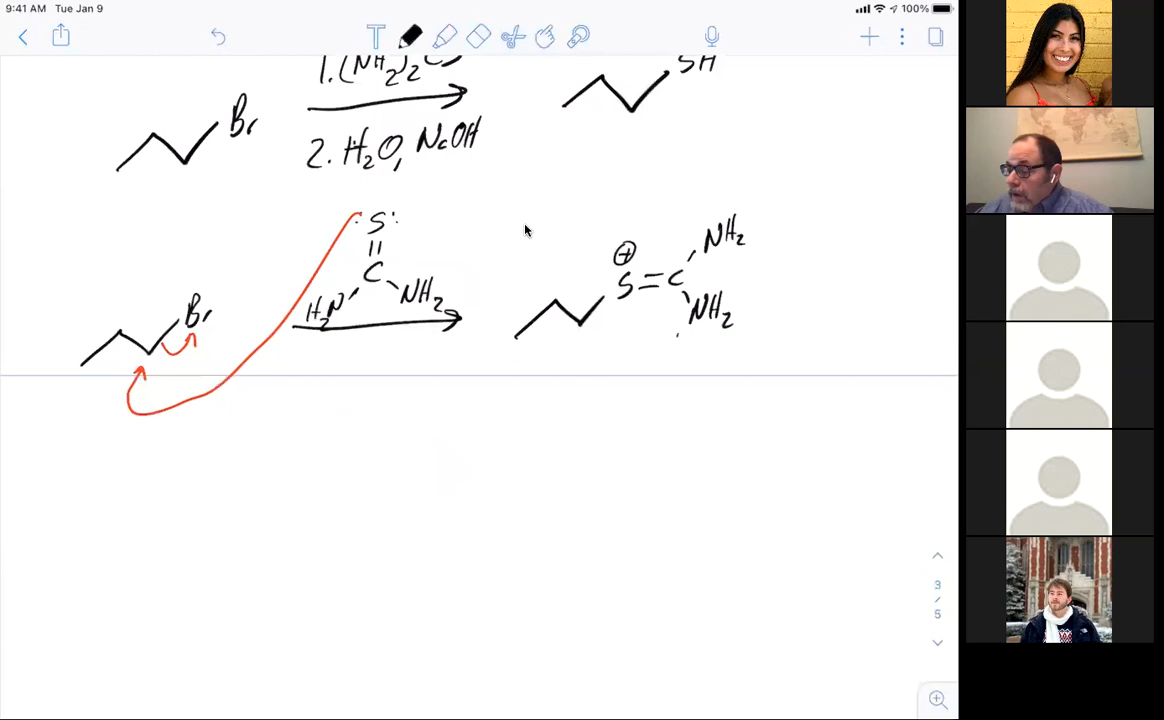 9:41 AM Tue Jan 9
100%
T
1. (NH2)2CS
SH
Br
2. H2O, NaOH
:S:
=
C
H2N NH2
Br
⊕
S=C
NH2
NH2
3
/
5